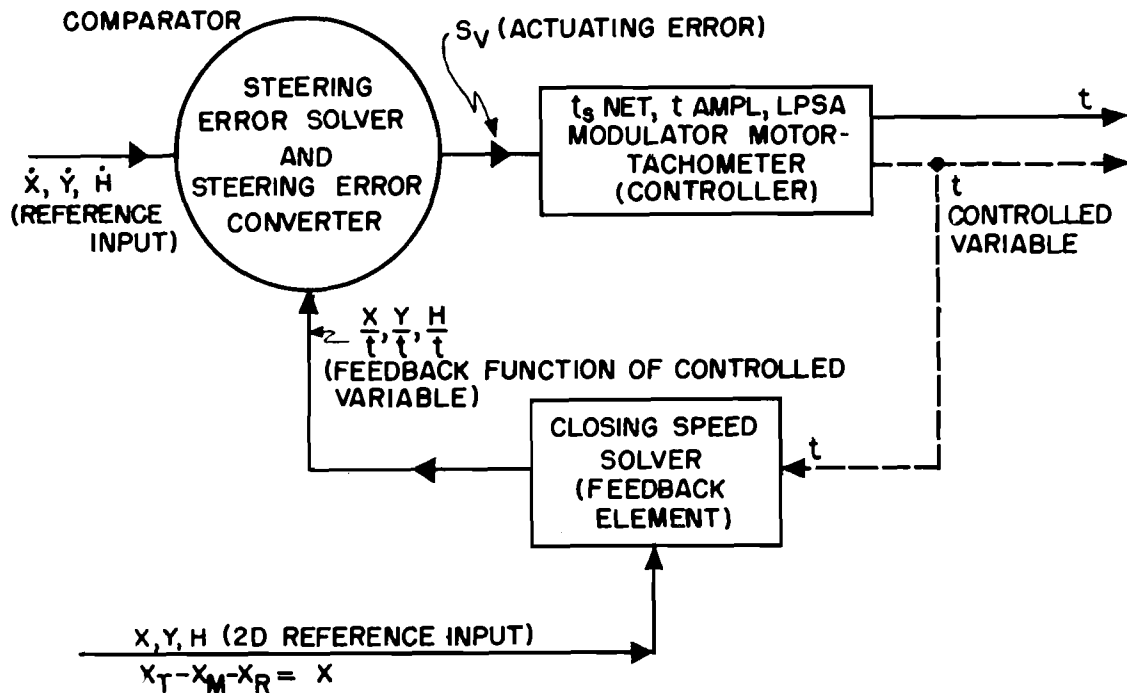 COMPARATOR
STEERING
ERROR SOLVER
AND
STEERING ERROR
CONVERTER
Ẋ, Ẏ, Ḣ
(REFERENCE
INPUT)
S_V (ACTUATING ERROR)
t_s NET, t AMPL, LPSA
MODULATOR MOTOR-
TACHOMETER
(CONTROLLER)
t
t
CONTROLLED
VARIABLE
X/t, Y/t, H/t
(FEEDBACK FUNCTION OF CONTROLLED
VARIABLE)
CLOSING SPEED
SOLVER
(FEEDBACK
ELEMENT)
t
X, Y, H (2D REFERENCE INPUT)
X_T-X_M-X_R = X